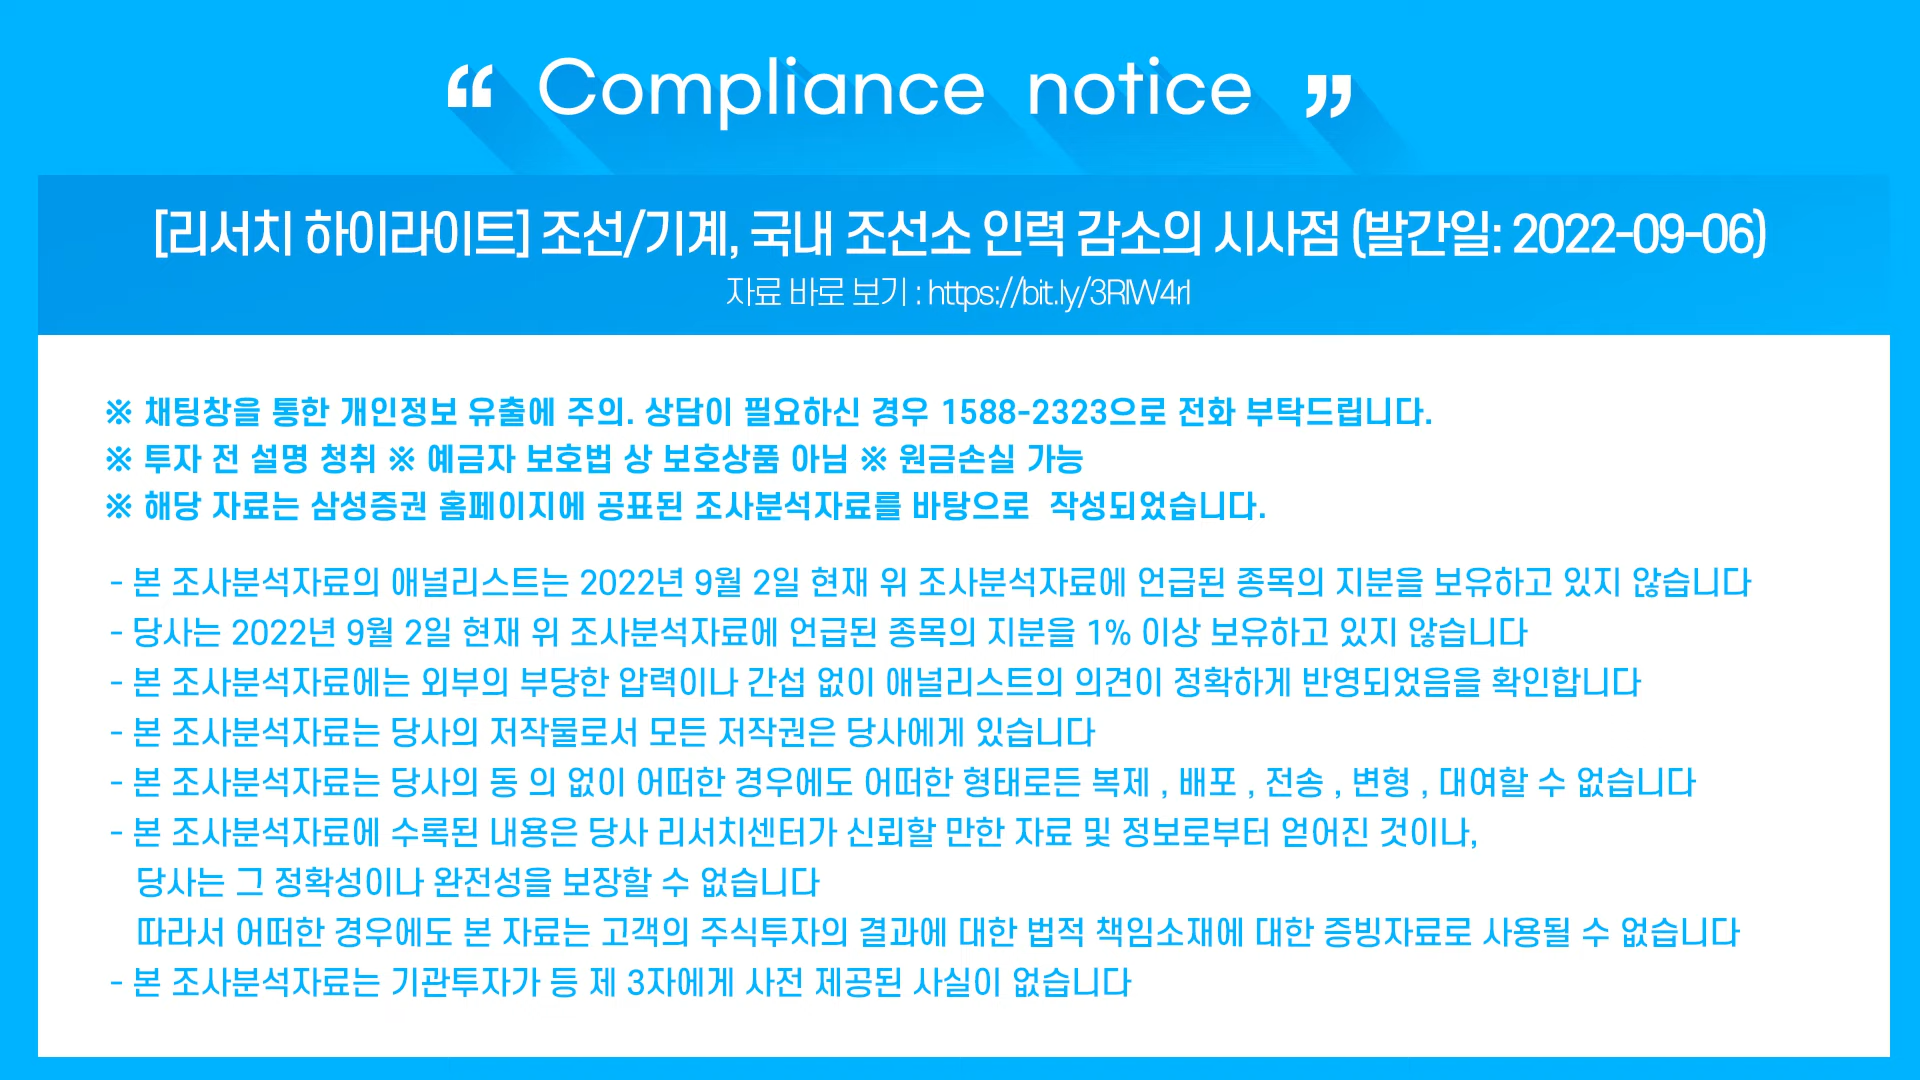 “ Compliance notice ”
[리서치 하이라이트] 조선/기계, 국내 조선소 인력 감소의 시사점 (발간일: 2022-09-06)
자료 바로 보기 : https://bit.ly/3RlW4rl
※ 채팅창을 통한 개인정보 유출에 주의. 상담이 필요하신 경우 1588-2323으로 전화 부탁드립니다.
※ 투자 전 설명 청취 ※ 예금자 보호법 상 보호상품 아님 ※ 원금손실 가능
※ 해당 자료는 삼성증권 홈페이지에 공표된 조사분석자료를 바탕으로 작성되었습니다.
- 본 조사분석자료의 애널리스트는 2022년 9월 2일 현재 위 조사분석자료에 언급된 종목의 지분을 보유하고 있지 않습니다
- 당사는 2022년 9월 2일 현재 위 조사분석자료에 언급된 종목의 지분을 1% 이상 보유하고 있지 않습니다
- 본 조사분석자료에는 외부의 부당한 압력이나 간섭 없이 애널리스트의 의견이 정확하게 반영되었음을 확인합니다
- 본 조사분석자료는 당사의 저작물로서 모든 저작권은 당사에게 있습니다
- 본 조사분석자료는 당사의 동 의 없이 어떠한 경우에도 어떠한 형태로든 복제 , 배포 , 전송 , 변형 , 대여할 수 없습니다
- 본 조사분석자료에 수록된 내용은 당사 리서치센터가 신뢰할 만한 자료 및 정보로부터 얻어진 것이나,
당사는 그 정확성이나 완전성을 보장할 수 없습니다
따라서 어떠한 경우에도 본 자료는 고객의 주식투자의 결과에 대한 법적 책임소재에 대한 증빙자료로 사용될 수 없습니다
- 본 조사분석자료는 기관투자가 등 제 3자에게 사전 제공된 사실이 없습니다